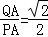 QA/PA = √2/2